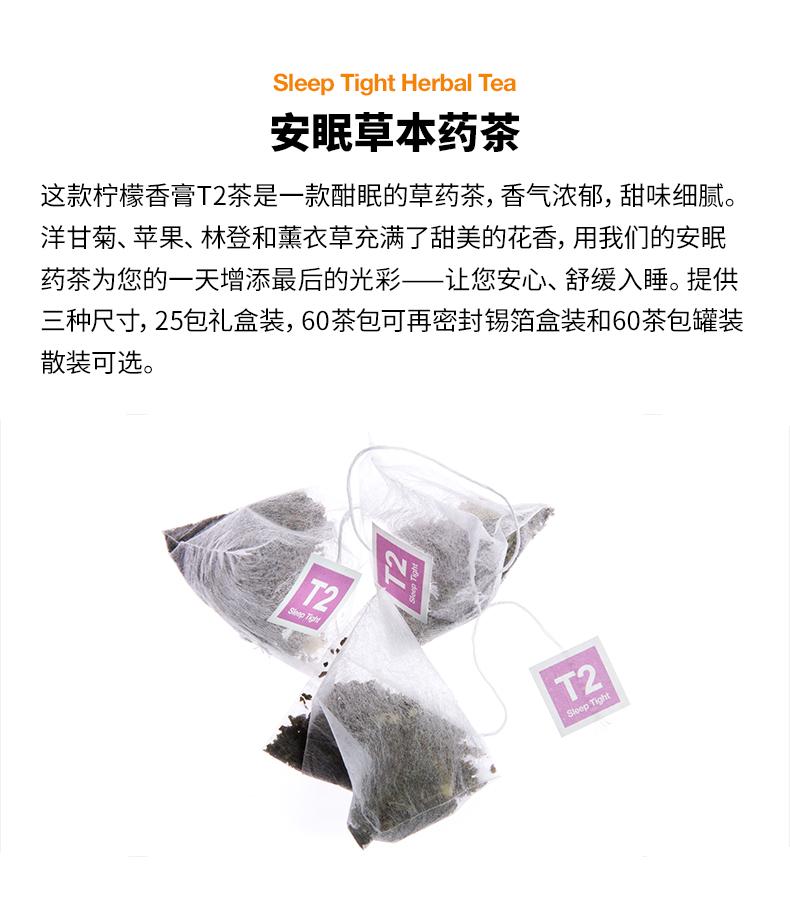 Sleep Tight Herbal Tea
安眠草本药茶
这款柠檬香膏T2茶是一款酣眠的草药茶，香气浓郁，甜味细腻。
洋甘菊、苹果、林登和薰衣草充满了甜美的花香，用我们的安眠
药茶为您的一天增添最后的光彩——让您安心、舒缓入睡。提供
三种尺寸，25包礼盒装，60茶包可再密封锡箔盒装和60茶包罐装
散装可选。
T2
Sleep Tight
T2
Sleep Tight
T2
Sleep Tight